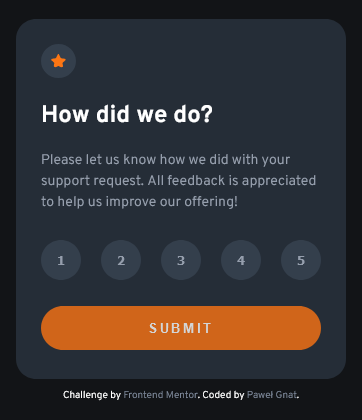 How did we do?
Please let us know how we did with your
support request. All feedback is appreciated
to help us improve our offering!
1 2 3 4 5
SUBMIT
Challenge by Frontend Mentor. Coded by Paweł Gnat.